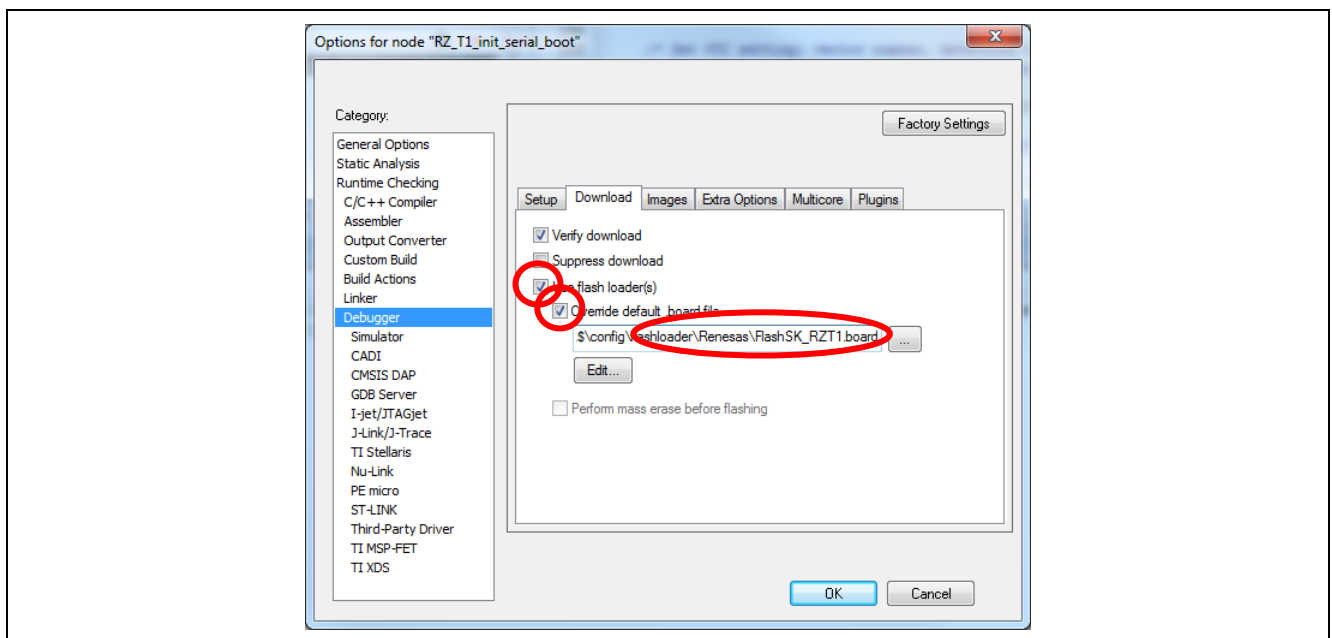 Options for node "RZ_T1_init_serial_boot"
Category:
Factory Settings
General Options
Static Analysis
Runtime Checking
C/C++ Compiler
Assembler
Output Converter
Custom Build
Build Actions
Linker
Debugger
Simulator
CADI
CMSIS DAP
GDB Server
I-jet/JTAGjet
J-Link/J-Trace
TI Stellaris
Nu-Link
PE micro
ST-LINK
Third-Party Driver
TI MSP-FET
TI XDS
Setup Download Images Extra Options Multicore Plugins
Verify download
Suppress download
Use flash loader(s)
Override default .board file
$\config\flashloader\Renesas\FlashSK_RZT1.board ...
Edit...
Perform mass erase before flashing
OK Cancel